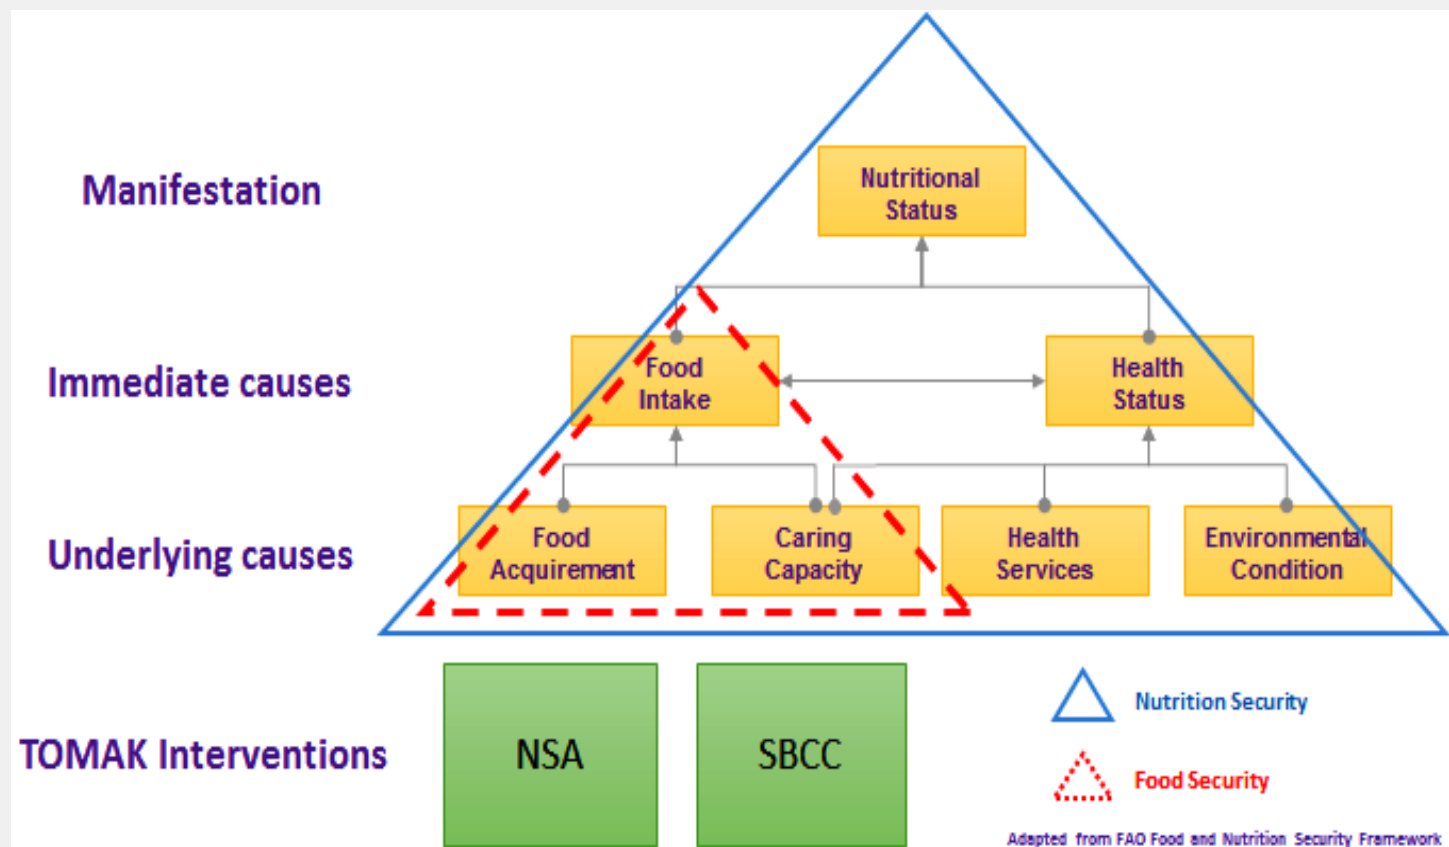 Manifestation
Nutritional
Status
Immediate causes
Food
Intake
Health
Status
Underlying causes
Food
Acquirement
Caring
Capacity
Health
Services
Environmental
Condition
TOMAK Interventions
NSA
SBCC
Nutrition Security
Food Security
Adapted from FAO Food and Nutrition Security Framework